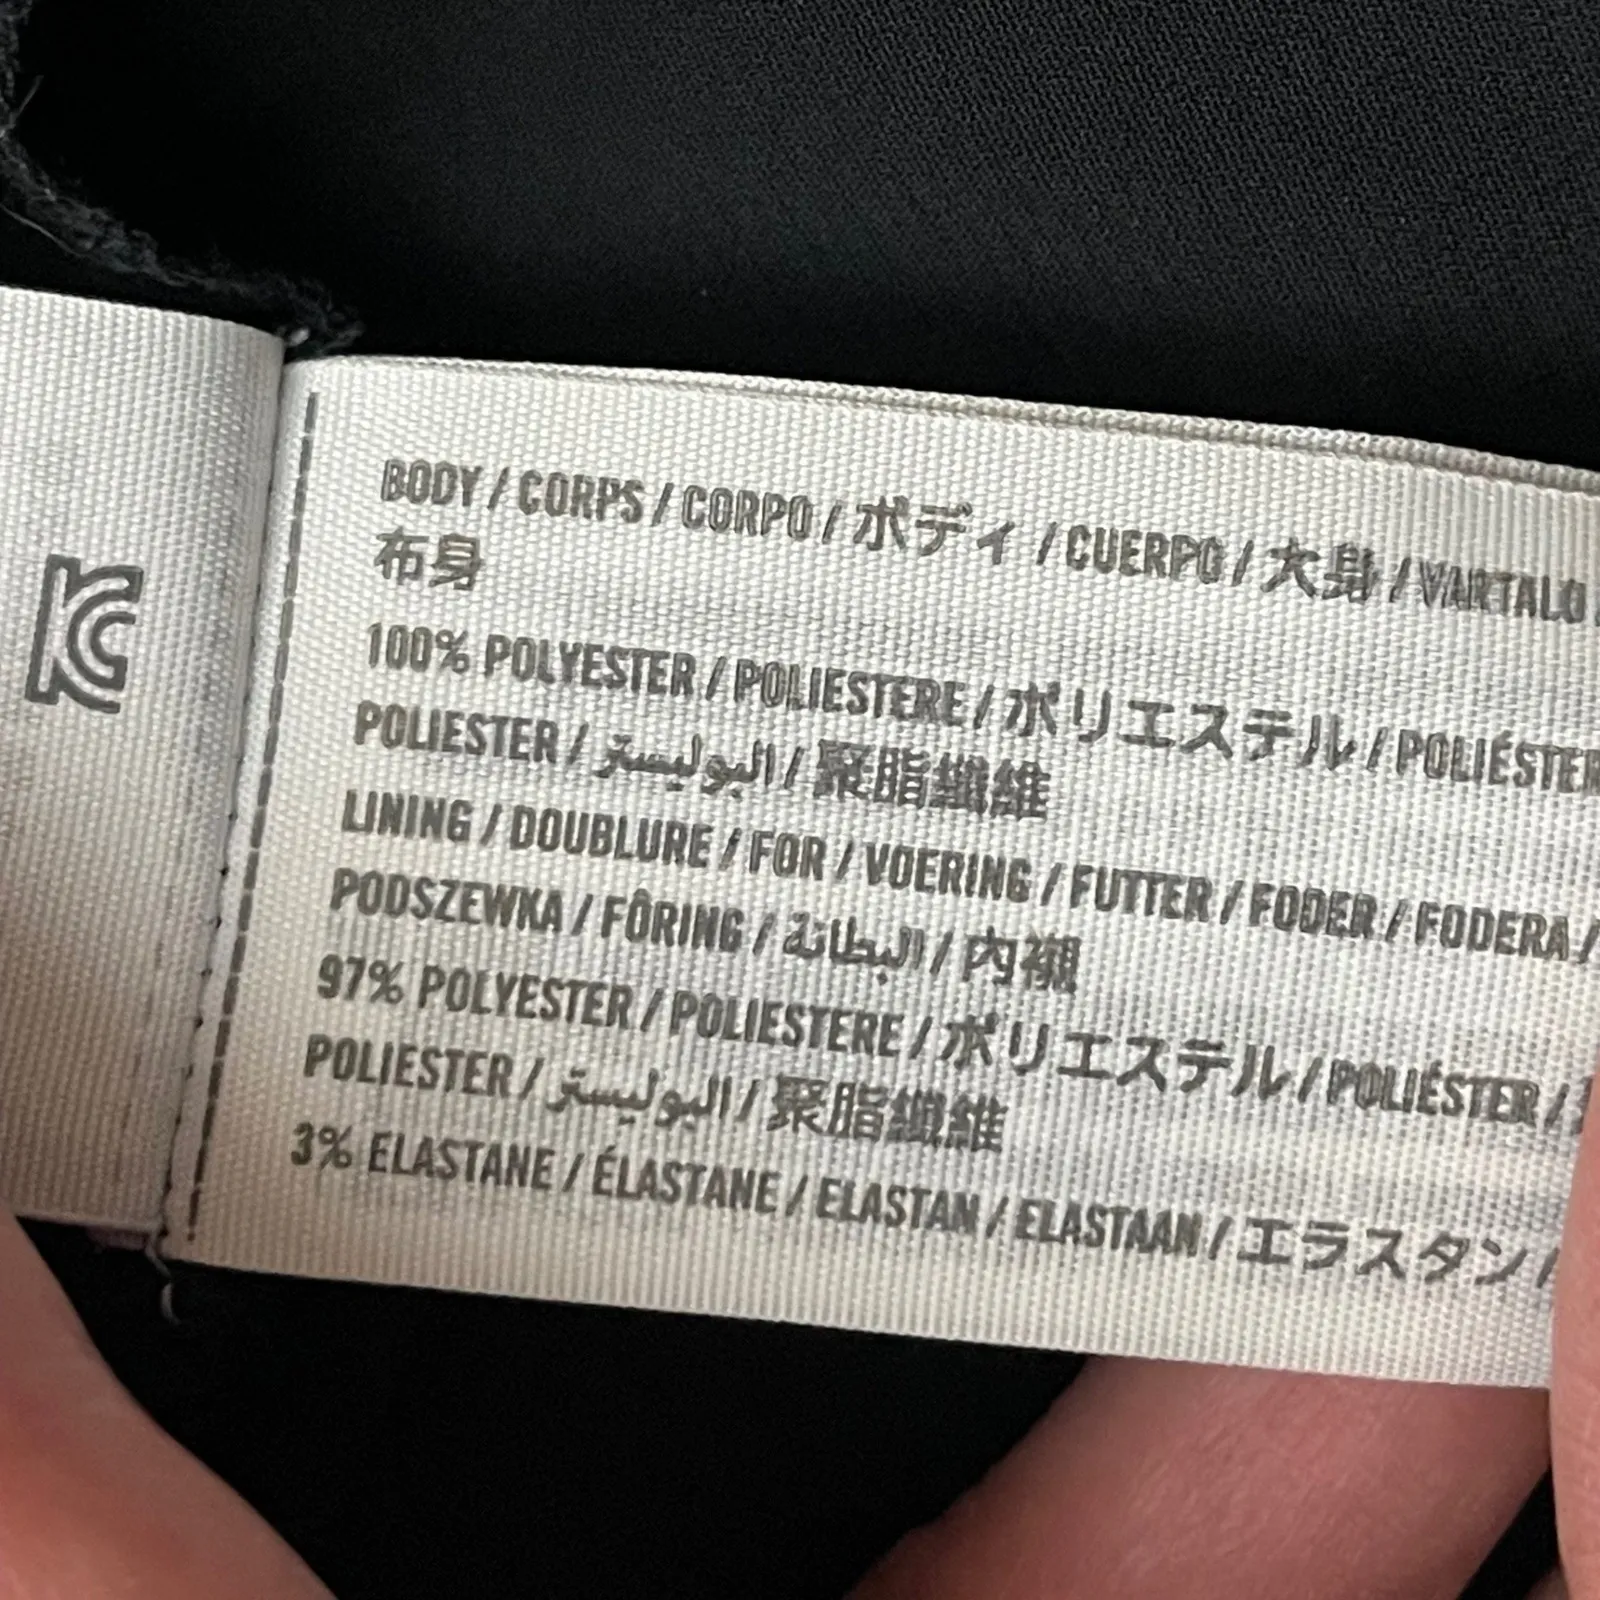 KC
BODY / CORPS / CORPO / ボディ / CUERPO / 大身 / VARTALO
布身
100% POLYESTER / POLIESTERE / ポリエステル / POLIÉSTER
POLIESTER / البوليستر / 聚脂纖維
LINING / DOUBLURE / FOR / VOERING / FUTTER / FODER / FODERA /
PODSZEWKA / FÔRING / البطانة / 内襯
97% POLYESTER / POLIESTERE / ポリエステル / POLIÉSTER /
POLIESTER / البوليستر / 聚脂纖維
3% ELASTANE / ÉLASTANE / ELASTAN / ELASTAAN / エラスタン /